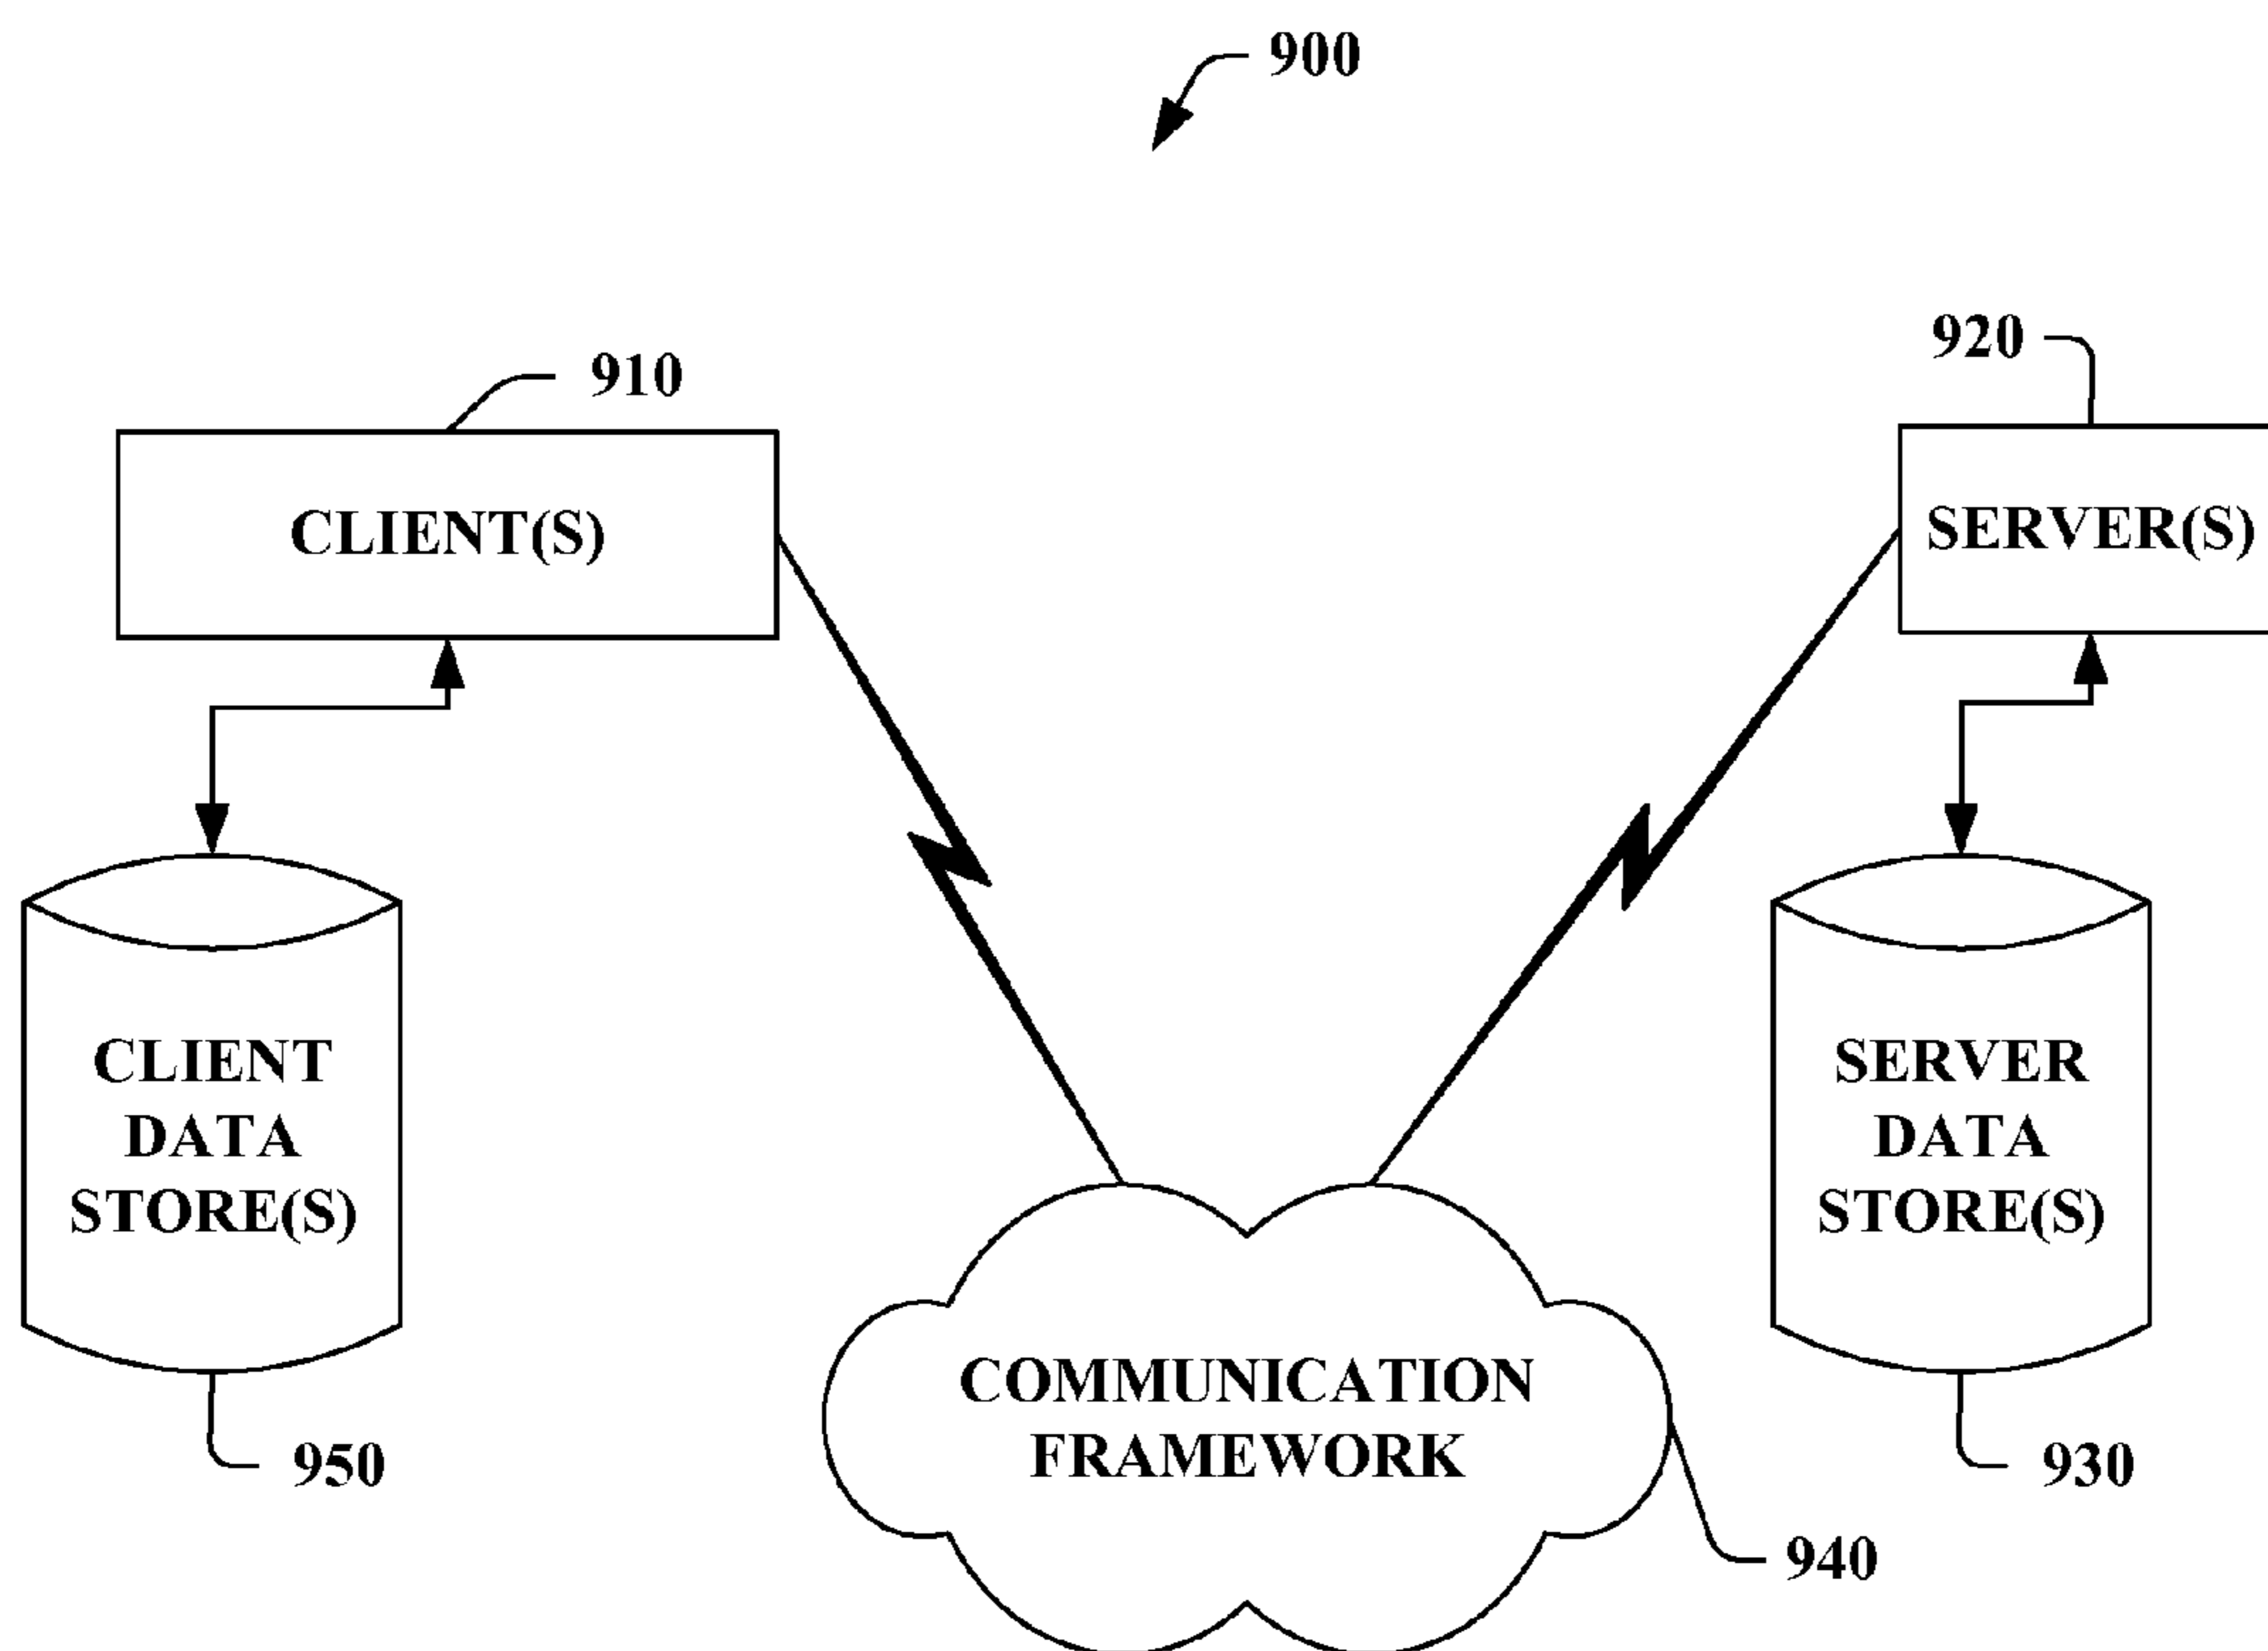 900
910
920
CLIENT(S)
SERVER(S)
CLIENT
DATA
STORE(S)
SERVER
DATA
STORE(S)
COMMUNICATION
FRAMEWORK
950
930
940